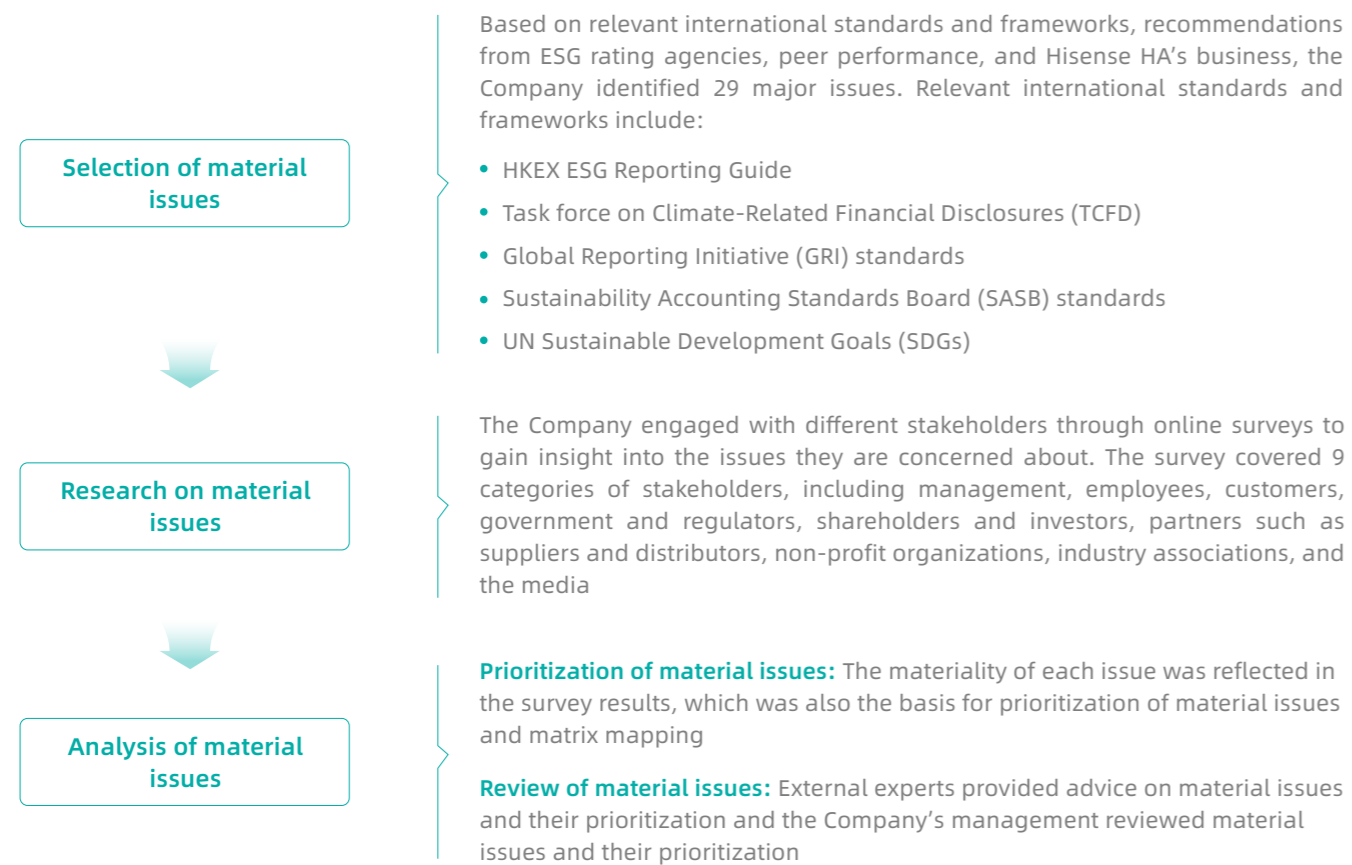 Selection of material
issues
Based on relevant international standards and frameworks, recommendations
from ESG rating agencies, peer performance, and Hisense HA's business, the
Company identified 29 major issues. Relevant international standards and
frameworks include:
• HKEX ESG Reporting Guide
• Task force on Climate-Related Financial Disclosures (TCFD)
• Global Reporting Initiative (GRI) standards
• Sustainability Accounting Standards Board (SASB) standards
• UN Sustainable Development Goals (SDGs)
Research on material
issues
The Company engaged with different stakeholders through online surveys to
gain insight into the issues they are concerned about. The survey covered 9
categories of stakeholders, including management, employees, customers,
government and regulators, shareholders and investors, partners such as
suppliers and distributors, non-profit organizations, industry associations, and
the media
Analysis of material
issues
Prioritization of material issues: The materiality of each issue was reflected in
the survey results, which was also the basis for prioritization of material issues
and matrix mapping
Review of material issues: External experts provided advice on material issues
and their prioritization and the Company's management reviewed material
issues and their prioritization